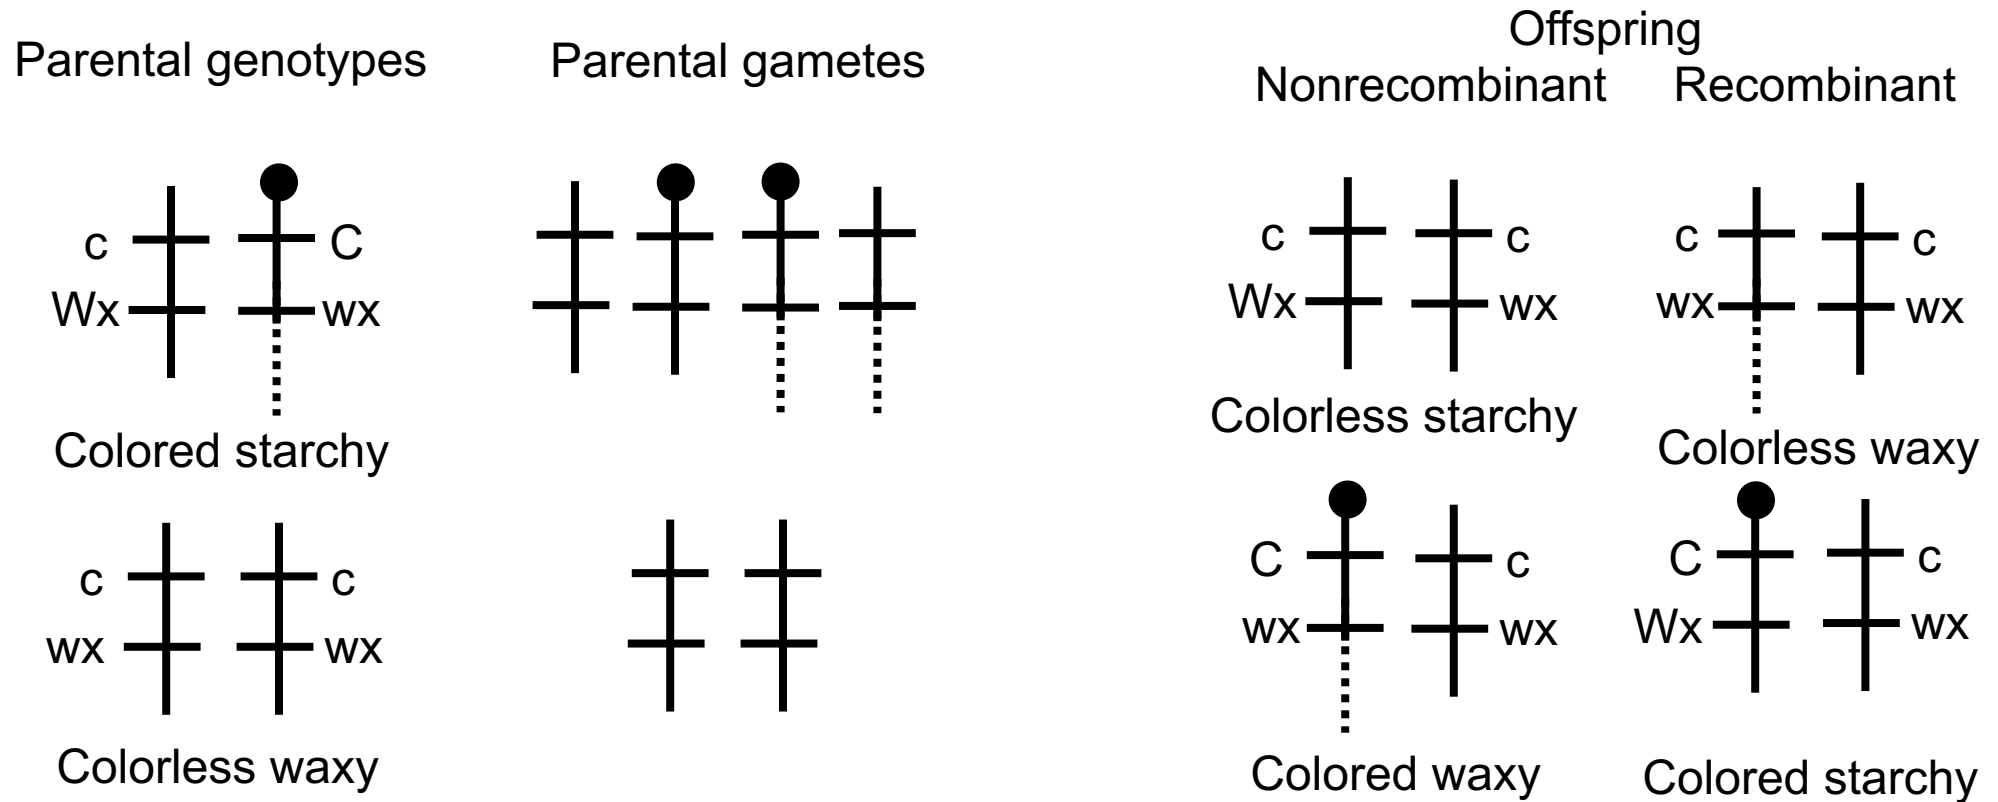 Parental genotypes
Parental gametes
Offspring
Nonrecombinant
Recombinant
c
C
Wx
wx
Colored starchy
c
c
wx
wx
Colorless waxy
c
c
Wx
wx
Colorless starchy
c
c
wx
wx
Colorless waxy
C
c
wx
wx
Colored waxy
C
c
Wx
wx
Colored starchy